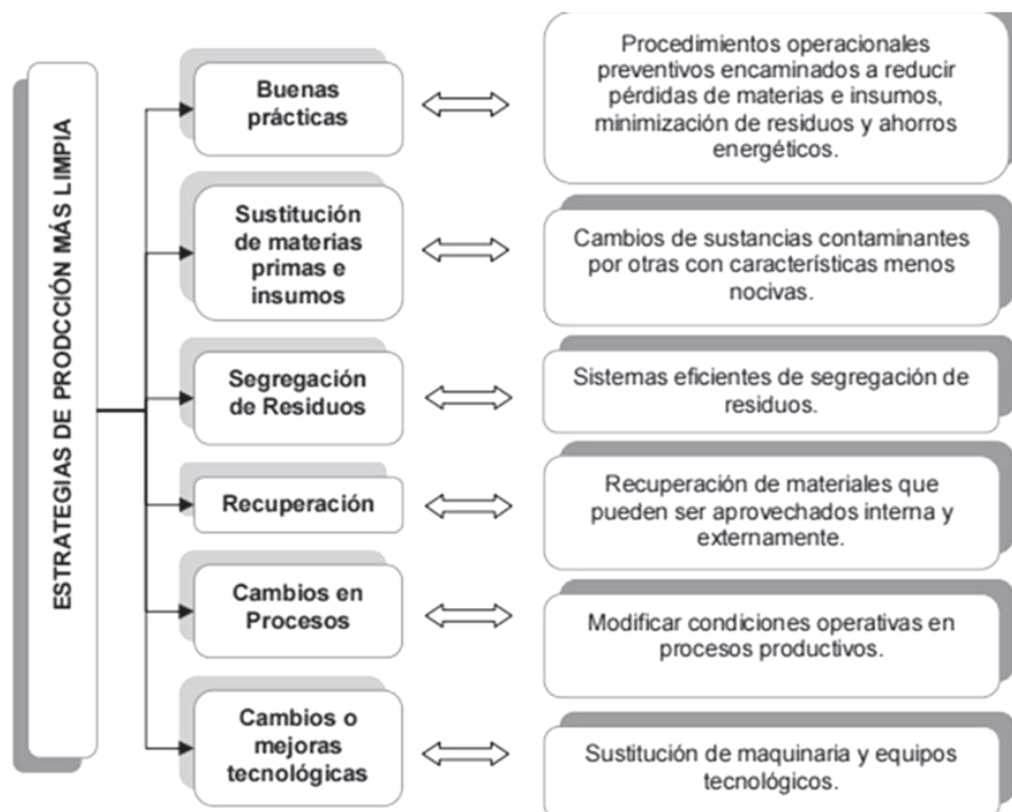 ESTRATEGIAS DE PRODCCIÓN MÁS LIMPIA
Buenas
prácticas
Procedimientos operacionales
preventivos encaminados a reducir
pérdidas de materias e insumos,
minimización de residuos y ahorros
energéticos.
Sustitución
de materias
primas e
insumos
Cambios de sustancias contaminantes
por otras con características menos
nocivas.
Segregación
de Residuos
Sistemas eficientes de segregación de
residuos.
Recuperación
Recuperación de materiales que
pueden ser aprovechados interna y
externamente.
Cambios en
Procesos
Modificar condiciones operativas en
procesos productivos.
Cambios o
mejoras
tecnológicas
Sustitución de maquinaria y equipos
tecnológicos.